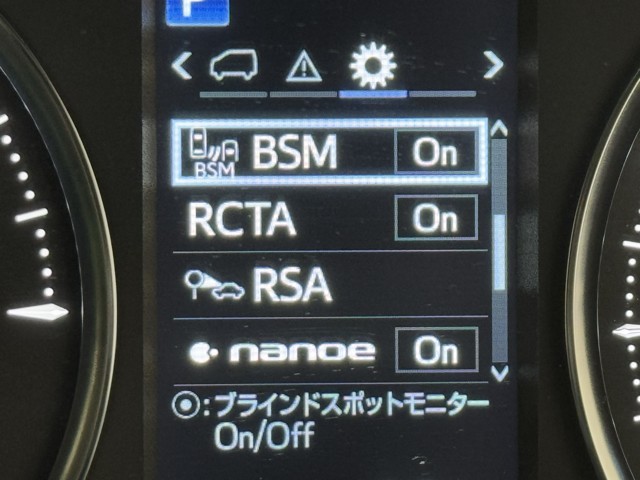 BSM BSM On
RCTA On
RSA
nanoe On
⦿:ブラインドスポットモニター
On/Off